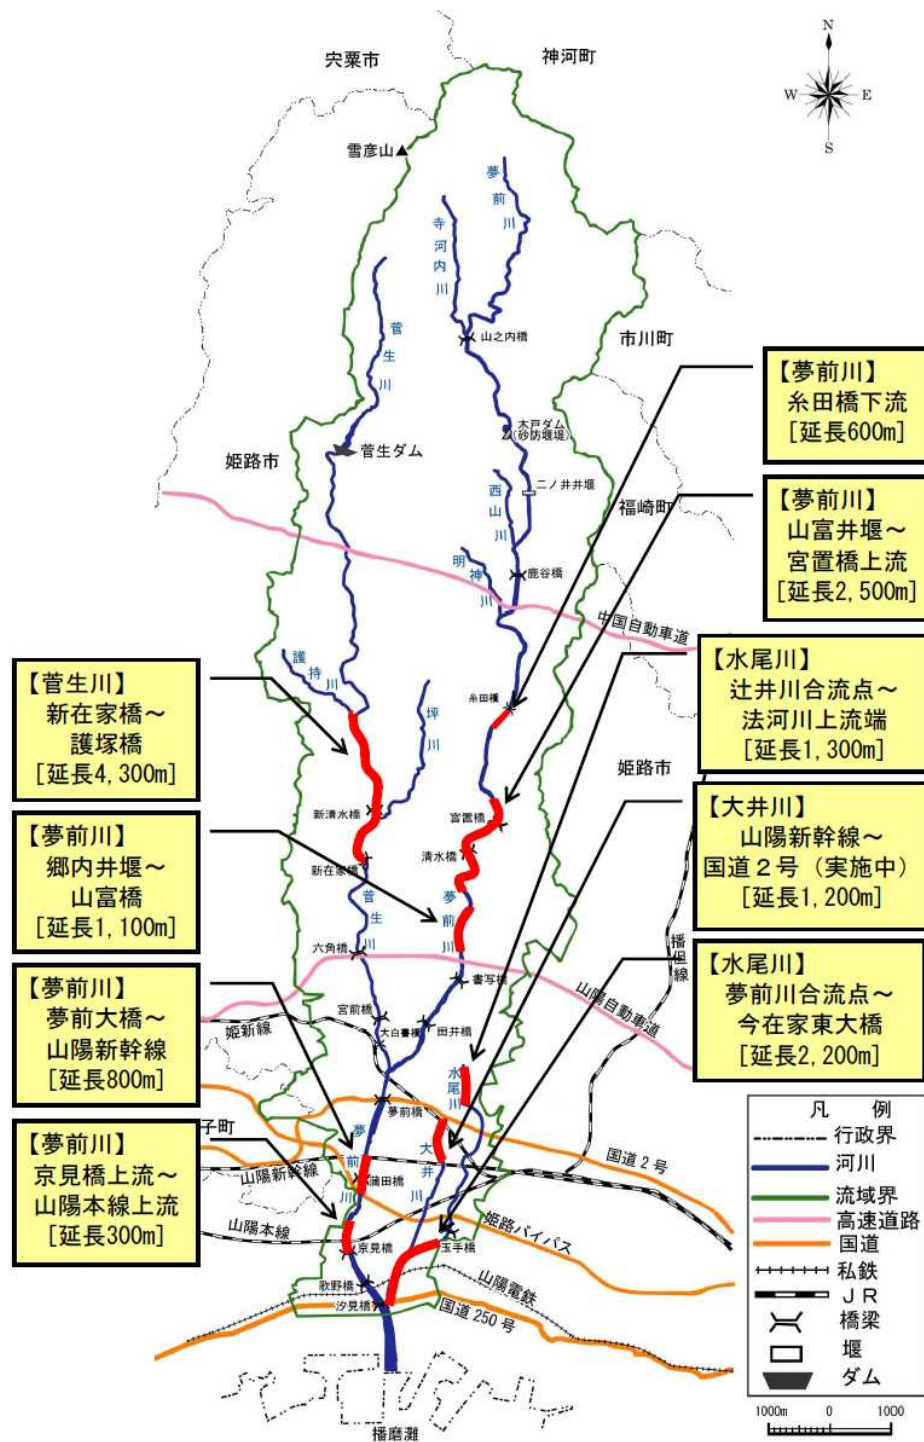 宍粟市
神河町
N
W
E
S
雪彦山
夢前川
寺河内川
菅生川
山之内橋
市川町
木戸ダム
(砂防堰堤)
菅生ダム
姫路市
西山川
二ノ井井堰
福崎町
明神川
鹿谷橋
中国自動車道
護持川
坪川
糸田橋
姫路市
新清水橋
宮置橋
清水橋
新在家橋
菅生川
夢前川
六角橋
書写橋
播但線
山陽自動車道
姫新線
宮前橋
大白書橋
田井橋
水尾川
夢前橋
子町
夢前川
大井川
国道2号
山陽新幹線
蒲田橋
姫路バイパス
山陽本線
京見橋
玉手橋
歌野橋
山陽電鉄
汐見橋
国道250号
播磨灘
【夢前川】
糸田橋下流
[延長600m]
【夢前川】
山富井堰～
宮置橋上流
[延長2,500m]
【水尾川】
辻井川合流点～
法河川上流端
[延長1,300m]
【大井川】
山陽新幹線～
国道２号（実施中）
[延長1,200m]
【水尾川】
夢前川合流点～
今在家東大橋
[延長2,200m]
【菅生川】
新在家橋～
護塚橋
[延長4,300m]
【夢前川】
郷内井堰～
山富橋
[延長1,100m]
【夢前川】
夢前大橋～
山陽新幹線
[延長800m]
【夢前川】
京見橋上流～
山陽本線上流
[延長300m]
凡　例
行政界
河川
流域界
高速道路
国道
私鉄
ＪＲ
橋梁
堰
ダム
1000m 0 1000